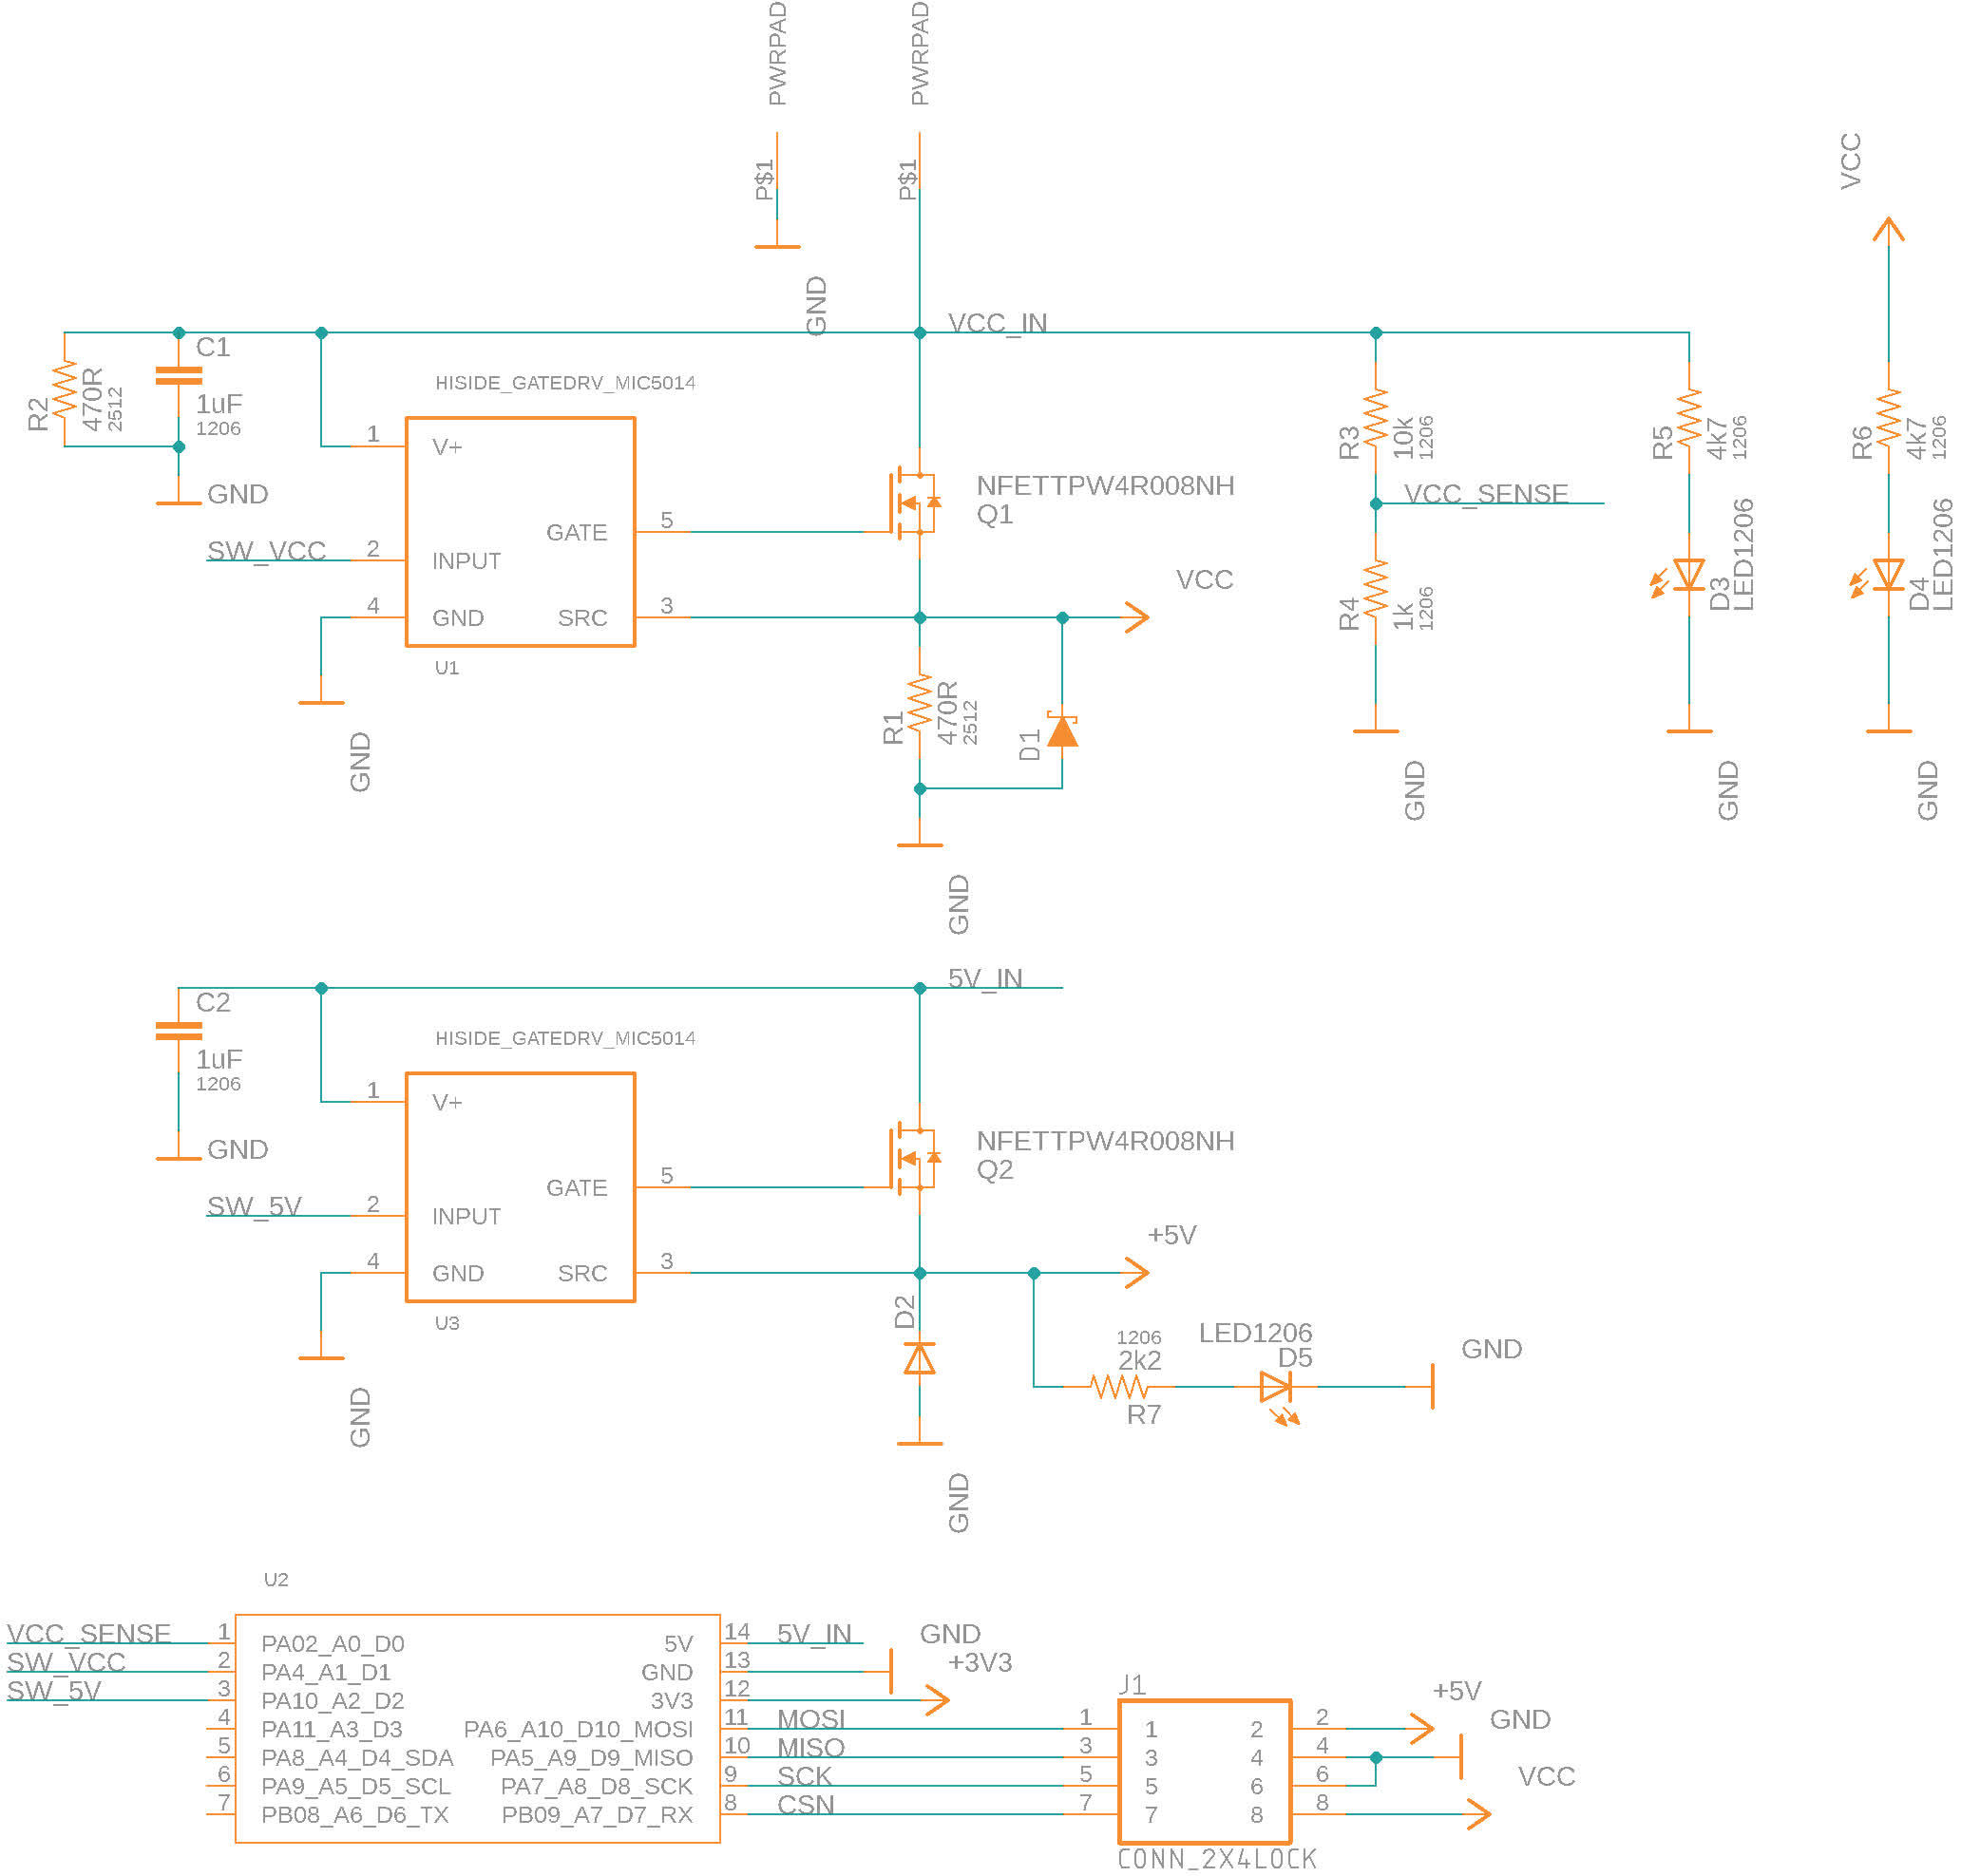 PWRPAD
PWRPAD
P$1
P$1
GND
VCC
VCC_IN
R2
470R
2512
C1
1uF
1206
GND
HISIDE_GATEDRV_MIC5014
1
V+
SW_VCC
2
INPUT
4
GND
GATE
5
SRC
3
U1
GND
NFETTPW4R008NH
Q1
VCC
R1
470R
2512
D1
GND
R3
10k
1206
VCC_SENSE
R4
1k
1206
GND
R5
4k7
1206
D3
LED1206
GND
R6
4k7
1206
D4
LED1206
GND
5V_IN
C2
1uF
1206
GND
HISIDE_GATEDRV_MIC5014
1
V+
SW_5V
2
INPUT
4
GND
GATE
5
SRC
3
U3
GND
NFETTPW4R008NH
Q2
+5V
D2
GND
1206
2k2
R7
LED1206
D5
GND
U2
VCC_SENSE
1
PA02_A0_D0
SW_VCC
2
PA4_A1_D1
SW_5V
3
PA10_A2_D2
4
PA11_A3_D3
5
PA8_A4_D4_SDA
6
PA9_A5_D5_SCL
7
PB08_A6_D6_TX
5V
14
5V_IN
GND
13
GND
3V3
12
+3V3
PA6_A10_D10_MOSI
11
MOSI
PA5_A9_D9_MISO
10
MISO
PA7_A8_D8_SCK
9
SCK
PB09_A7_D7_RX
8
CSN
J1
1
1
2
2
+5V
3
3
4
4
GND
5
5
6
6
7
7
8
8
VCC
CONN_2X4LOCK